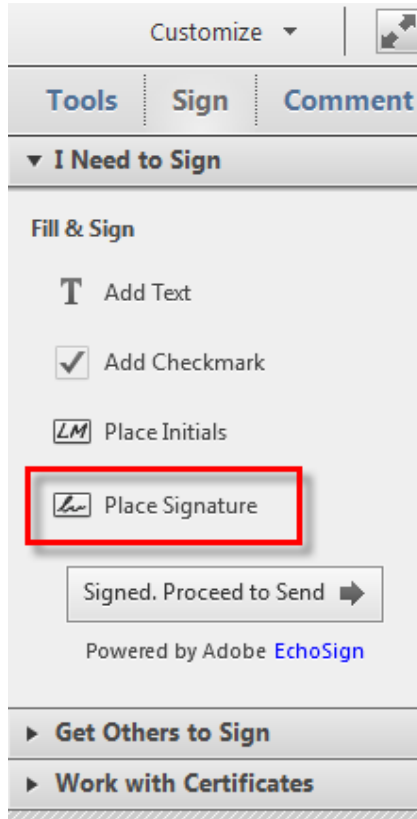 Customize
Tools Sign Comment
I Need to Sign
Fill & Sign
T Add Text
Add Checkmark
LM Place Initials
Place Signature
Signed. Proceed to Send
Powered by Adobe EchoSign
Get Others to Sign
Work with Certificates